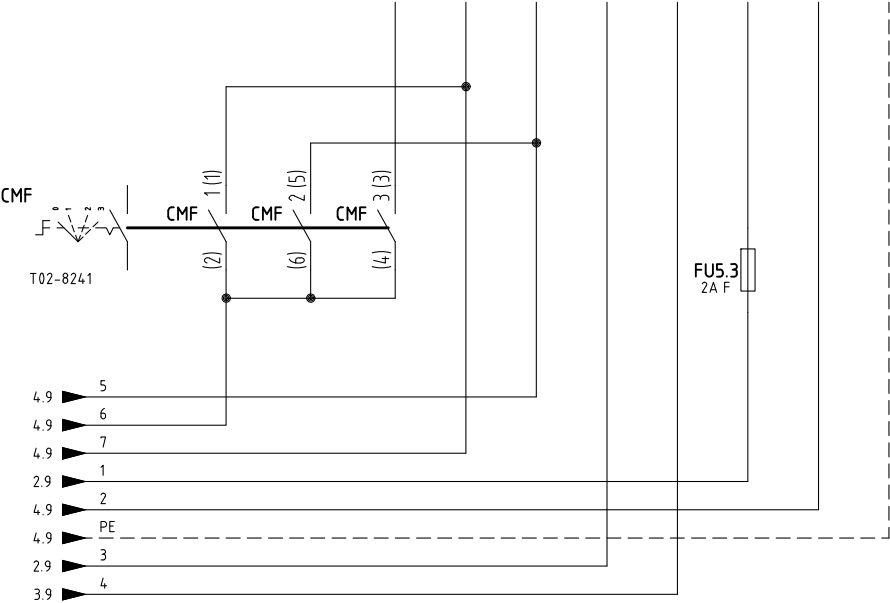 1 (1)
2 (5)
3 (3)
CMF
0
1
2
3
CMF
CMF
CMF
(2)
(6)
(4)
T02-8241
FU5.3
2A F
4.9 5
4.9 6
4.9 7
2.9 1
4.9 2
4.9 PE
2.9 3
3.9 4